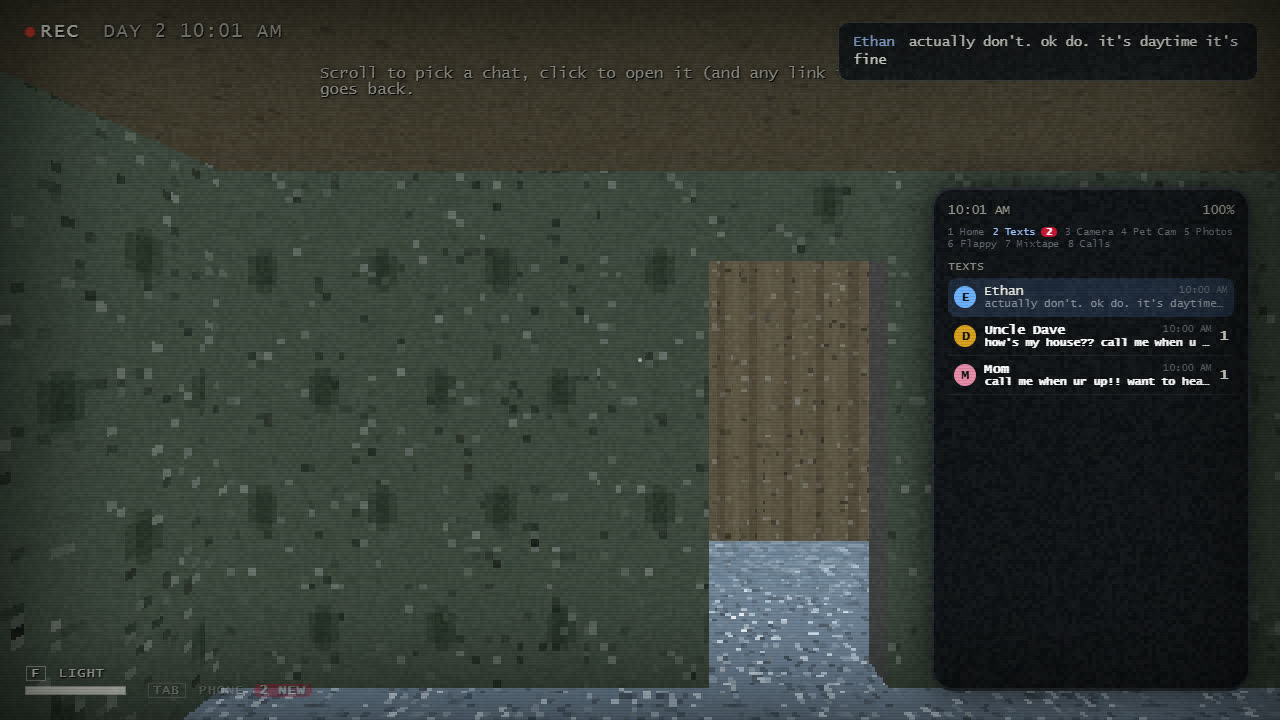 REC DAY 2 10:01 AM
Ethan actually don't. ok do. it's daytime it's
fine
Scroll to pick a chat, click to open it (and any link
goes back.
10:01 AM 100%
1 Home 2 Texts 2 3 Camera 4 Pet Cam 5 Photos
6 Flappy 7 Mixtape 8 Calls
TEXTS
E Ethan 10:00 AM
actually don't. ok do. it's daytime…
D Uncle Dave 10:00 AM
how's my house?? call me when u … 1
M Mom 10:00 AM
call me when ur up!! want to hea… 1
F LIGHT
TAB PHONE 2 NEW